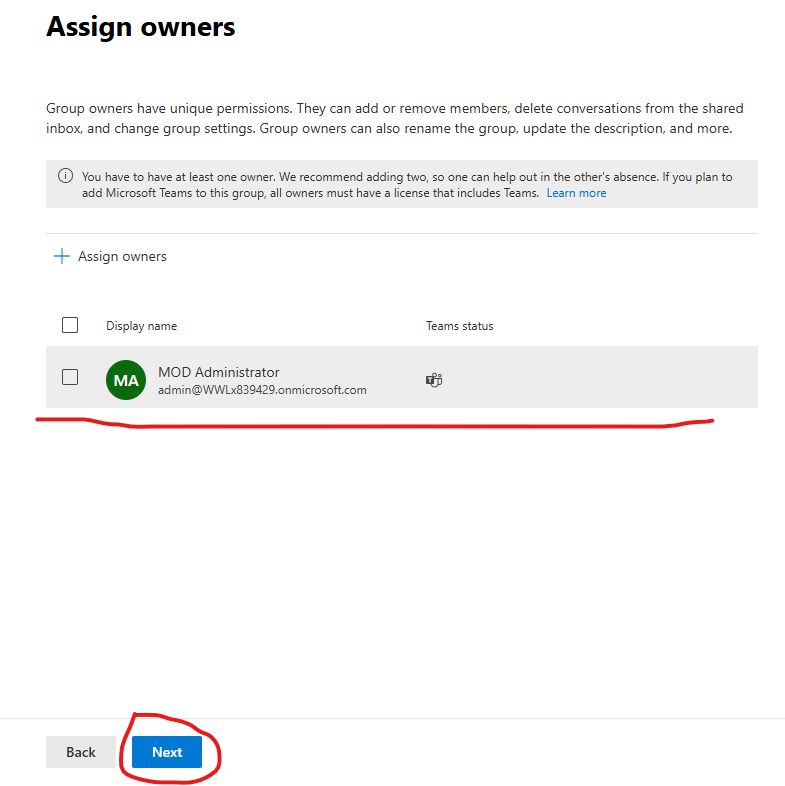 Assign owners
Group owners have unique permissions. They can add or remove members, delete conversations from the shared
inbox, and change group settings. Group owners can also rename the group, update the description, and more.
You have to have at least one owner. We recommend adding two, so one can help out in the other's absence. If you plan to
add Microsoft Teams to this group, all owners must have a license that includes Teams. Learn more
Assign owners
Display name Teams status
MA MOD Administrator
admin@WWLx839429.onmicrosoft.com
Back Next